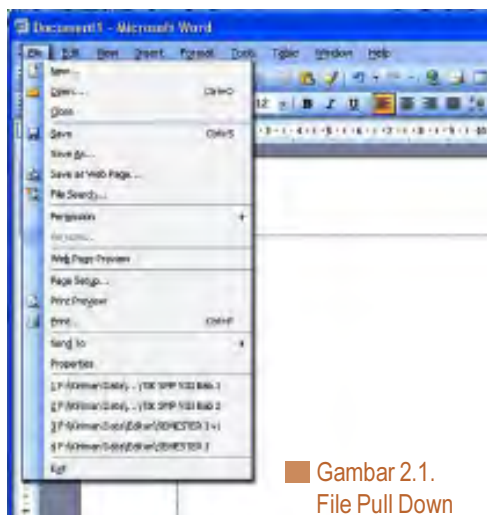 Document1 - Microsoft Word
File Edit View Insert Format Tools Table Window Help
New...
Open... Ctrl+O
Close
12 B I U
Save Ctrl+S
Save As...
Save as Web Page...
File Search...
Permission
Web Page Preview
Page Setup...
Print Preview
Print... Ctrl+P
Send To
Properties
Exit
Gambar 2.1.
File Pull Down